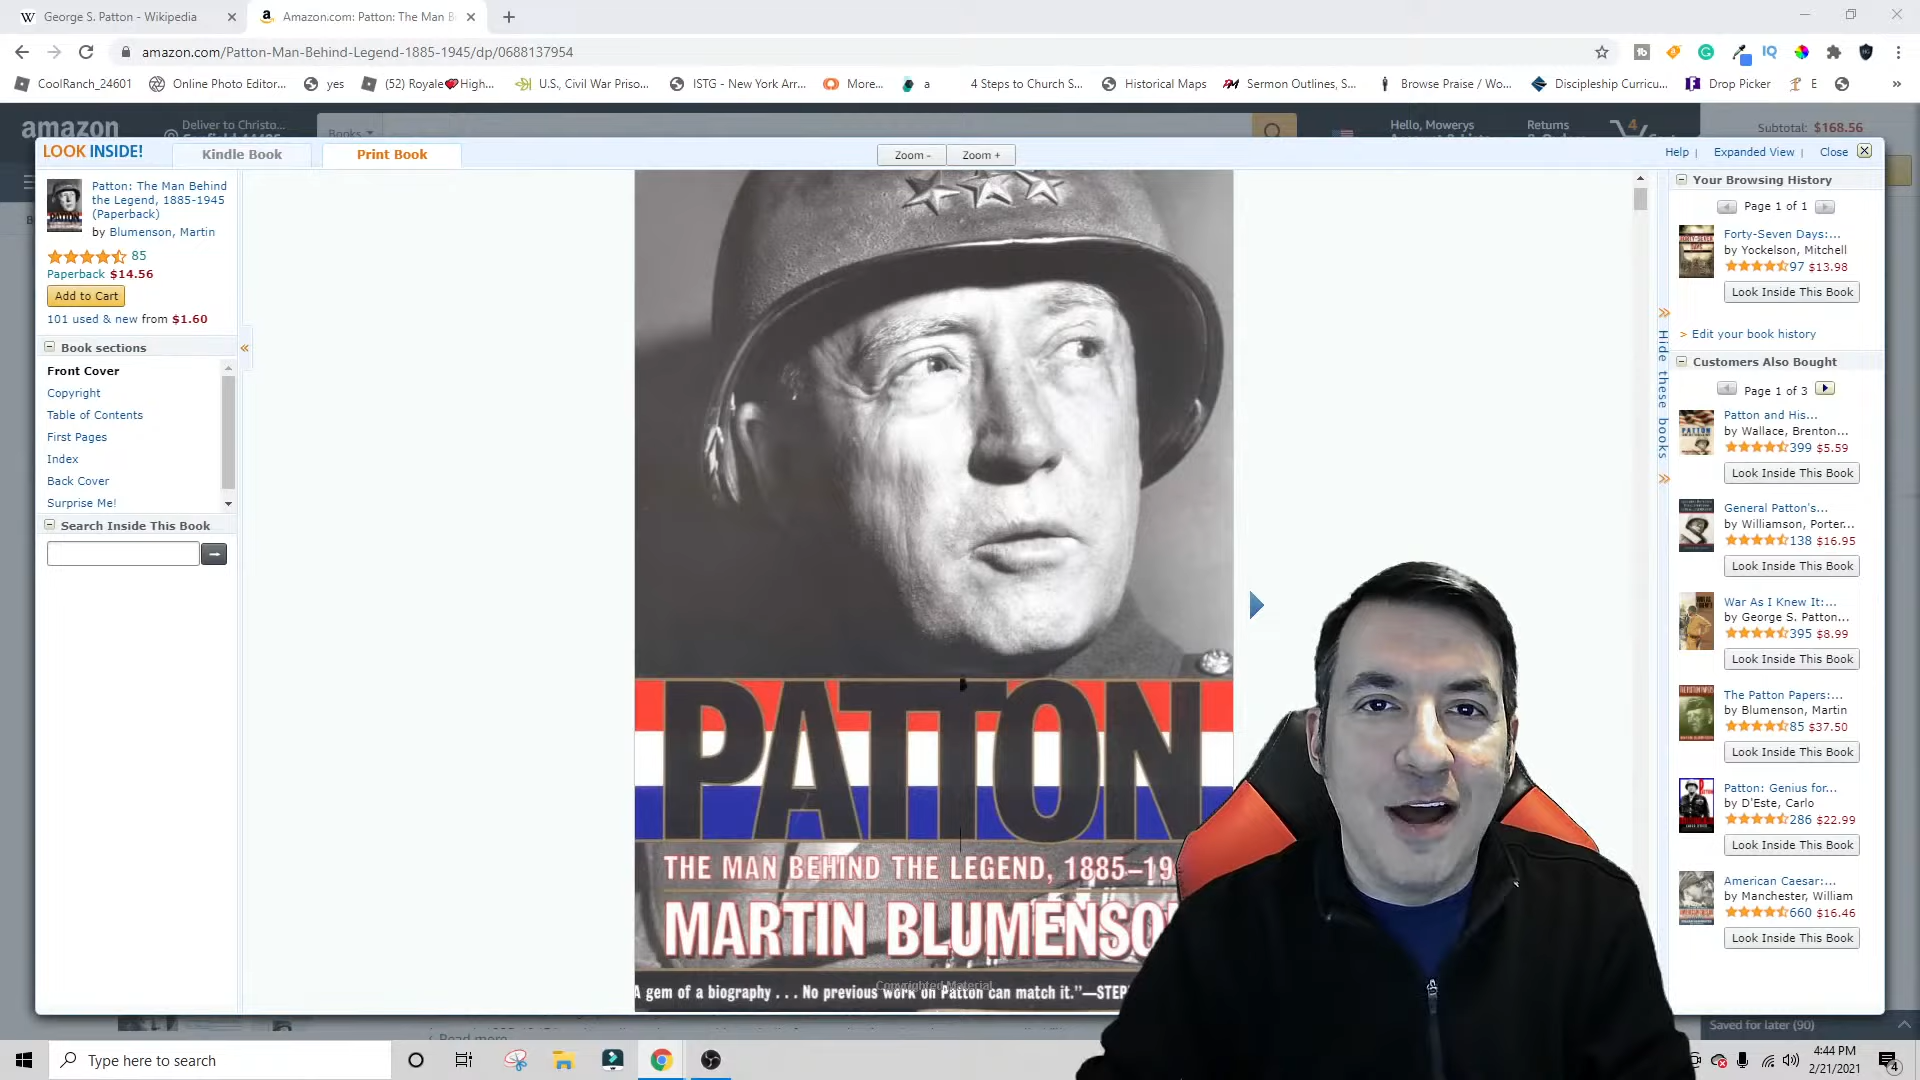 George S. Patton - Wikipedia
Amazon.com: Patton: The Man B
amazon.com/Patton-Man-Behind-Legend-1885-1945/dp/0688137954
CoolRanch_24601
Online Photo Editor...
yes
(52) Royale❤High...
U.S., Civil War Priso...
ISTG - New York Arr...
More...
a
4 Steps to Church S...
Historical Maps
Sermon Outlines, S...
Browse Praise / Wo...
Discipleship Curricu...
Drop Picker
E
»
amazon
Deliver to Christo...
Books
Hello, Mowerys
Returns
4
Subtotal: $168.56
LOOK INSIDE!
Kindle Book
Print Book
Zoom -
Zoom +
Help |
Expanded View |
Close
Patton: The Man Behind
the Legend, 1885-1945
(Paperback)
by Blumenson, Martin
85
Paperback $14.56
Add to Cart
101 used & new from $1.60
Book sections
Front Cover
Copyright
Table of Contents
First Pages
Index
Back Cover
Surprise Me!
Search Inside This Book
PATTON
THE MAN BEHIND THE LEGEND, 1885–19
MARTIN BLUMENSO
Copyrighted Material
A gem of a biography . . . No previous work on Patton can match it.”—STEP
Hide these books
Your Browsing History
Page 1 of 1
Forty-Seven Days:...
by Yockelson, Mitchell
97 $13.98
Look Inside This Book
> Edit your book history
Customers Also Bought
Page 1 of 3
Patton and His...
by Wallace, Brenton...
399 $5.59
Look Inside This Book
General Patton's...
by Williamson, Porter...
138 $16.95
Look Inside This Book
War As I Knew It:...
by George S. Patton...
395 $8.99
Look Inside This Book
The Patton Papers:...
by Blumenson, Martin
85 $37.50
Look Inside This Book
Patton: Genius for...
by D'Este, Carlo
286 $22.99
Look Inside This Book
American Caesar:...
by Manchester, William
660 $16.46
Look Inside This Book
Read more
Saved for later (90)
Type here to search
4:44 PM
2/21/2021
4